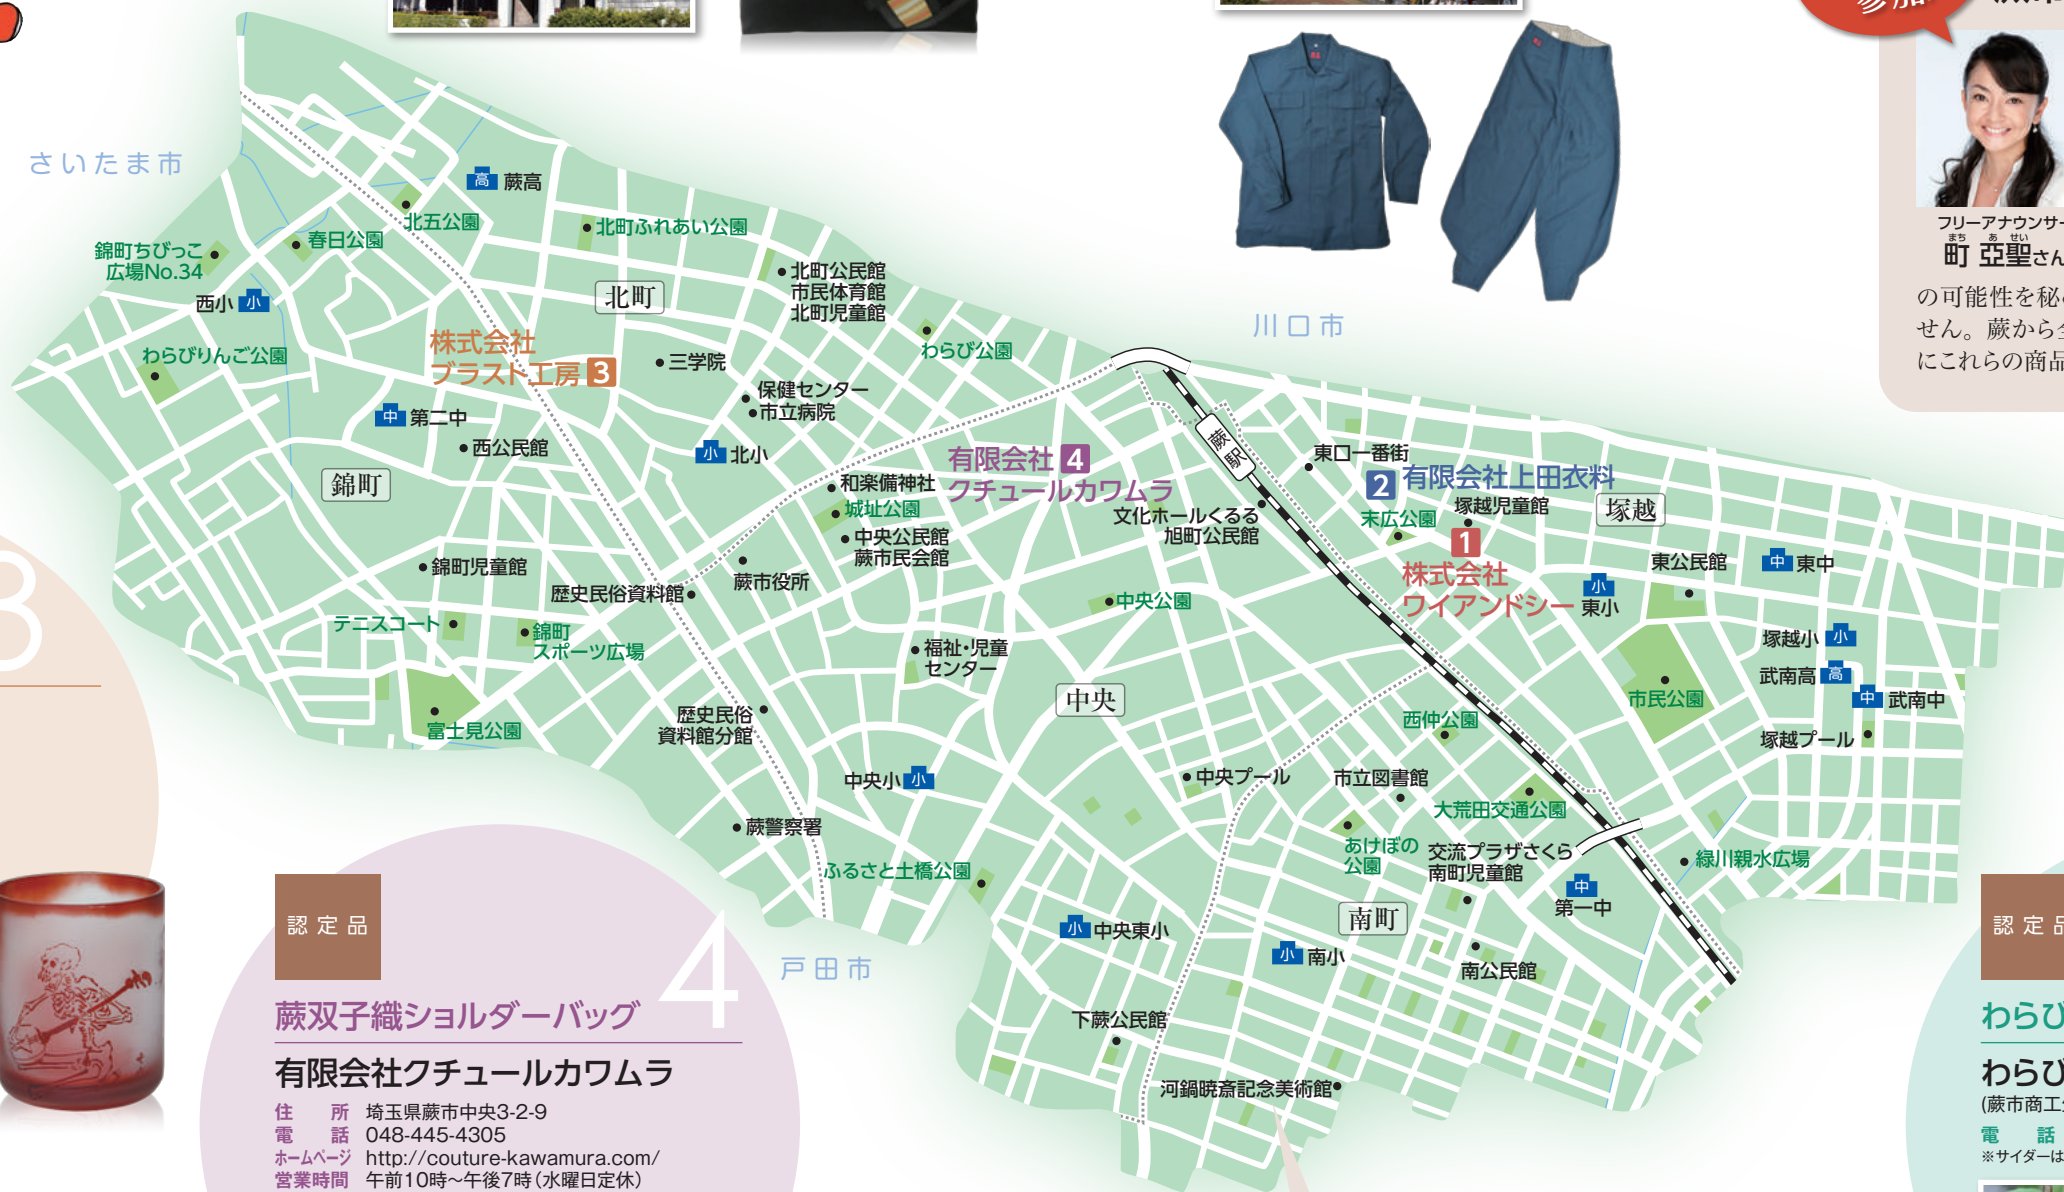 さいたま市
高 蕨高
北五公園
春日公園
錦町ちびっこ
広場No.34
西小 小
わらびりんご公園
北町ふれあい公園
北町公民館
市民体育館
北町児童館
北町
株式会社
ブラスト工房 3
三学院
わらび公園
保健センター
市立病院
中 第二中
西公民館
小 北小
錦町
和楽備神社
城址公園
中央公民館
蕨市民会館
有限会社 4
クチュールカワムラ
文化ホールくるる
旭町公民館
蕨駅
川口市
東口一番街
2 有限会社上田衣料
塚越児童館
末広公園
塚越
1
株式会社
ワイアンドシー
小
東小
東公民館
中 東中
塚越小 小
武南高 高
中 武南中
市民公園
塚越プール
錦町児童館
歴史民俗資料館
蕨市役所
テニスコート
錦町
スポーツ広場
富士見公園
福祉・児童
センター
中央公園
中央
歴史民俗
資料館分館
中央小 小
蕨警察署
ふるさと土橋公園
西仲公園
中央プール
市立図書館
大荒田交通公園
あけぼの
公園
交流プラザさくら
南町児童館
緑川親水広場
中
第一中
南町
小 中央東小
小 南小
南公民館
下蕨公民館
河鍋暁斎記念美術館
戸田市
フリーアナウンサー
まち あ せい
町 亞聖さん
の可能性を秘
せん。蕨から全
にこれらの商品
3
認定品
4
蕨双子織ショルダーバッグ
有限会社クチュールカワムラ
住 所 埼玉県蕨市中央3-2-9
電 話 048-445-4305
ホームページ http://couture-kawamura.com/
営業時間 午前10時～午後7時(水曜日定休)
認定品
わらび
わらび
(蕨市商工
電 話
※サイダーは